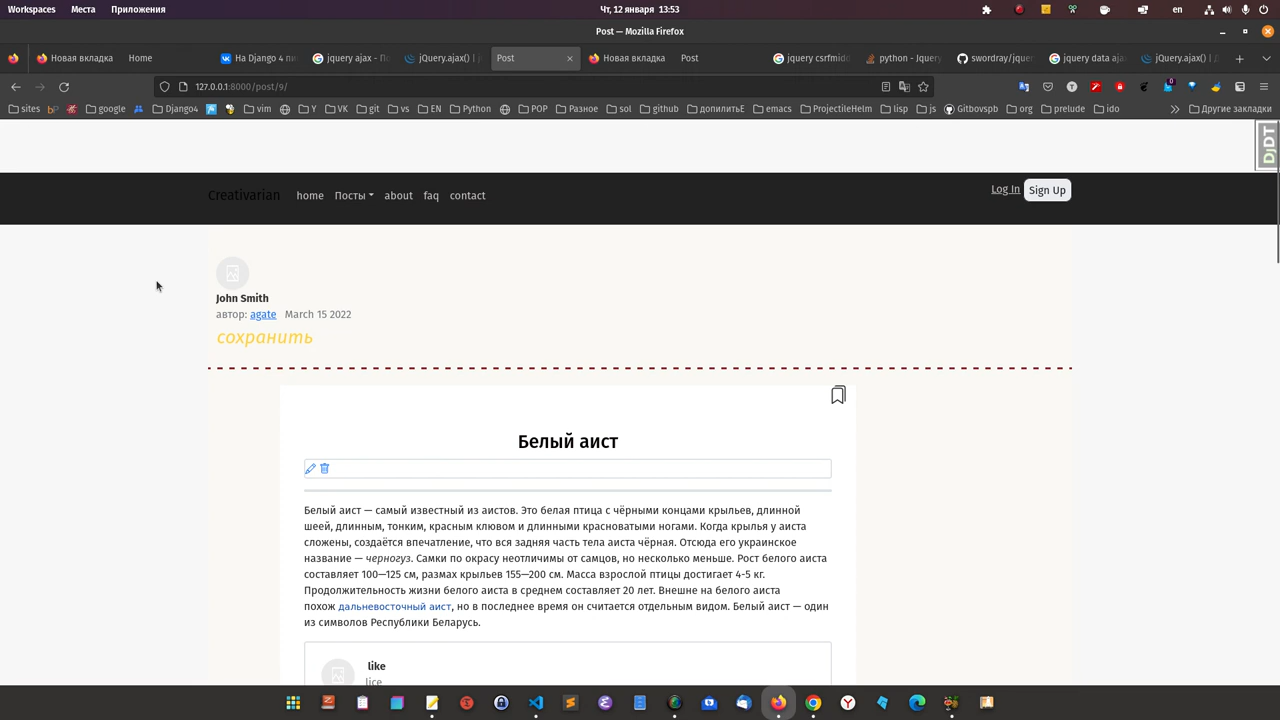 Workspaces Места Приложения Чт, 12 января 13:53 en
Post — Mozilla Firefox
Новая вкладка Home На Django 4 пи jquery ajax - По jQuery.ajax() | jQ Post Новая вкладка Post jquery csrfmidd python - Jquery swordray/jquer jquery data aja jQuery.ajax() | Д
127.0.0.1:8000/post/9/
sites bP google Django4 vim Y VK git vs EN Python POP Разное sol github допилитьЕ emacs ProjectileHelm lisp js Gitbovspb org prelude ido Другие закладки
DjDT
Creativarian home Посты about faq contact Log In Sign Up
John Smith
автор: agate March 15 2022
сохранить
Белый аист
Белый аист — самый известный из аистов. Это белая птица с чёрными концами крыльев, длинной
шеей, длинным, тонким, красным клювом и длинными красноватыми ногами. Когда крылья у аиста
сложены, создаётся впечатление, что вся задняя часть тела аиста чёрная. Отсюда его украинское
название — черногуз. Самки по окрасу неотличимы от самцов, но несколько меньше. Рост белого аиста
составляет 100—125 см, размах крыльев 155—200 см. Масса взрослой птицы достигает 4-5 кг.
Продолжительность жизни белого аиста в среднем составляет 20 лет. Внешне на белого аиста
похож дальневосточный аист, но в последнее время он считается отдельным видом. Белый аист — один
из символов Республики Беларусь.
like
lice